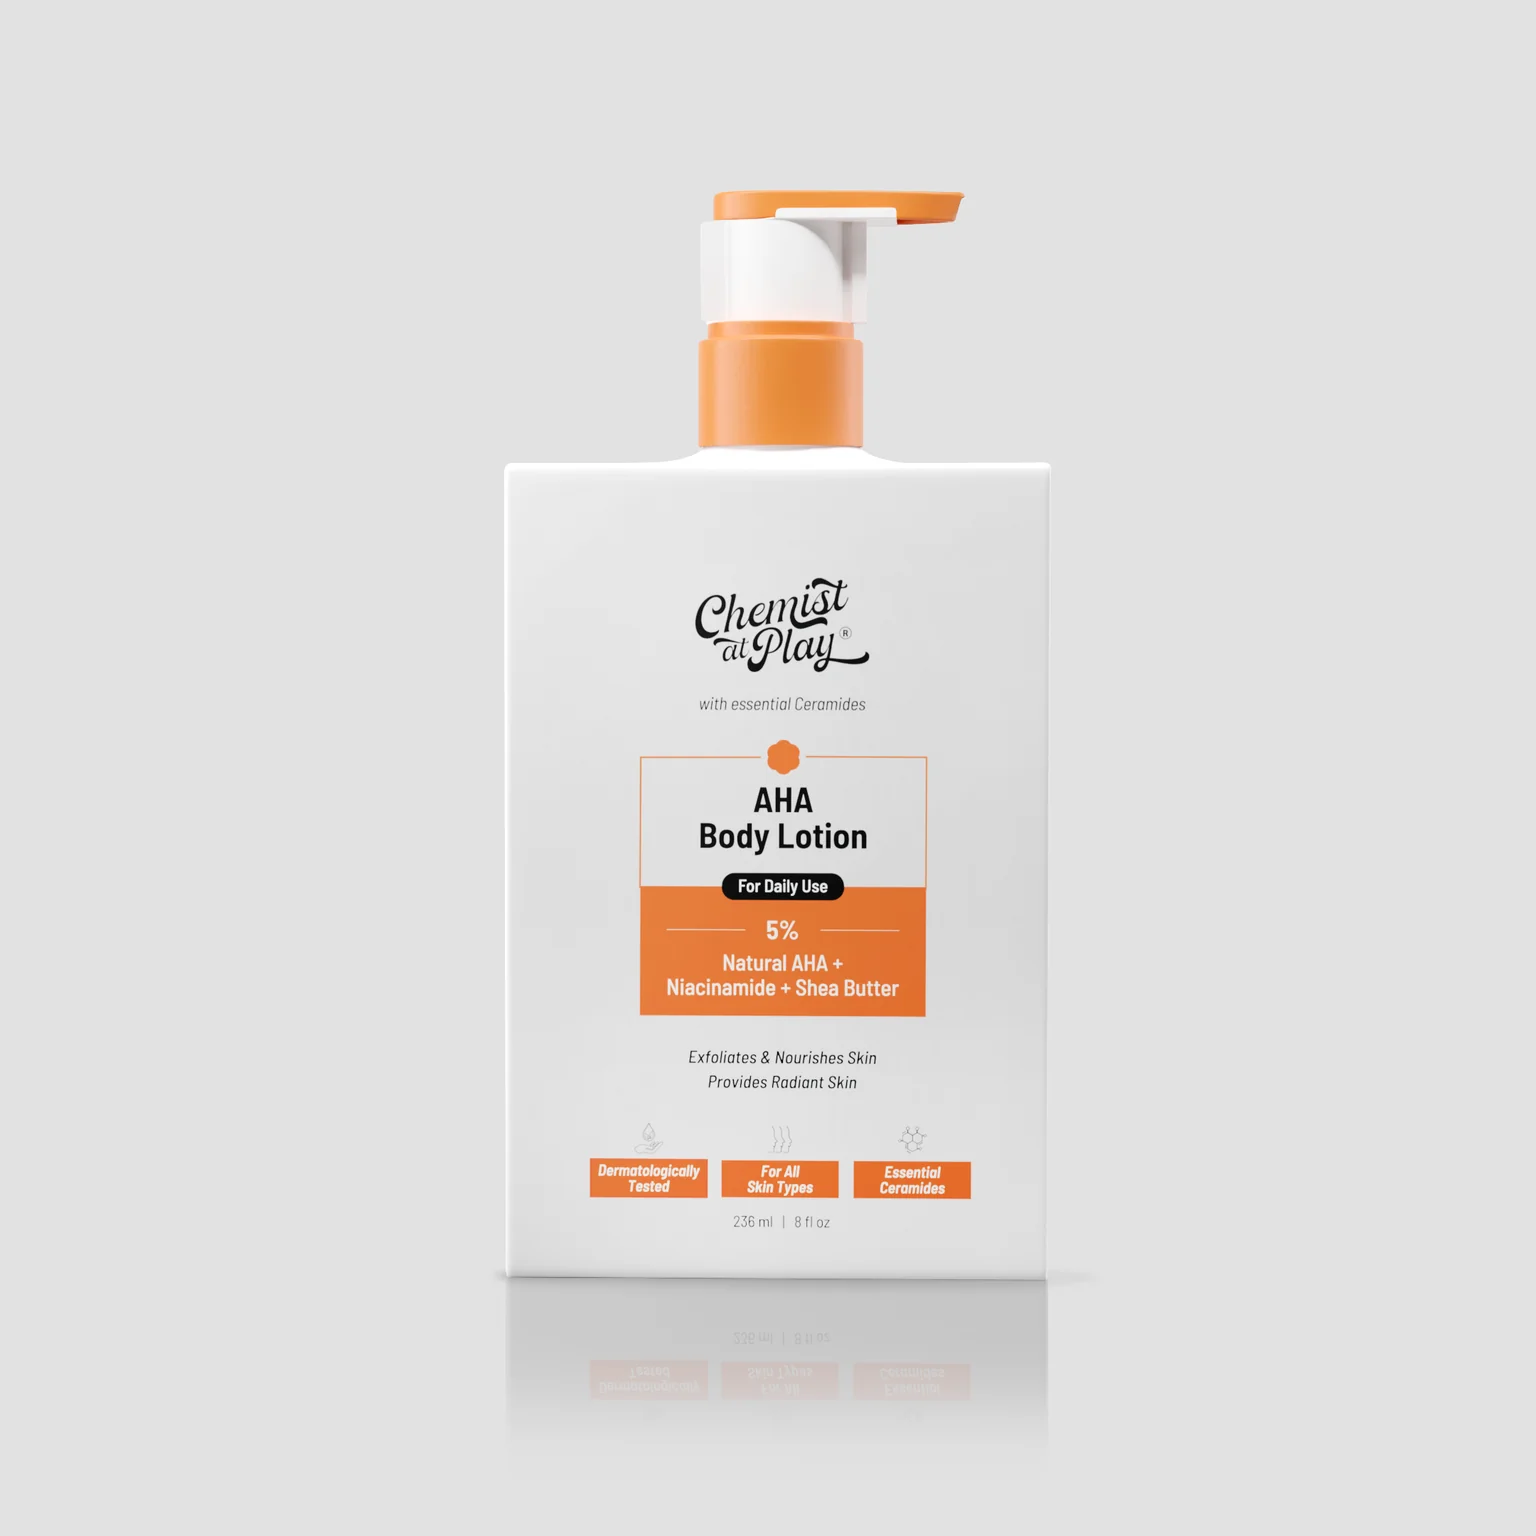 Chemist
at Play®
with essential Ceramides
AHA
Body Lotion
For Daily Use
5%
Natural AHA +
Niacinamide + Shea Butter
Exfoliates & Nourishes Skin
Provides Radiant Skin
Dermatologically
Tested
For All
Skin Types
Essential
Ceramides
236 ml | 8 fl oz